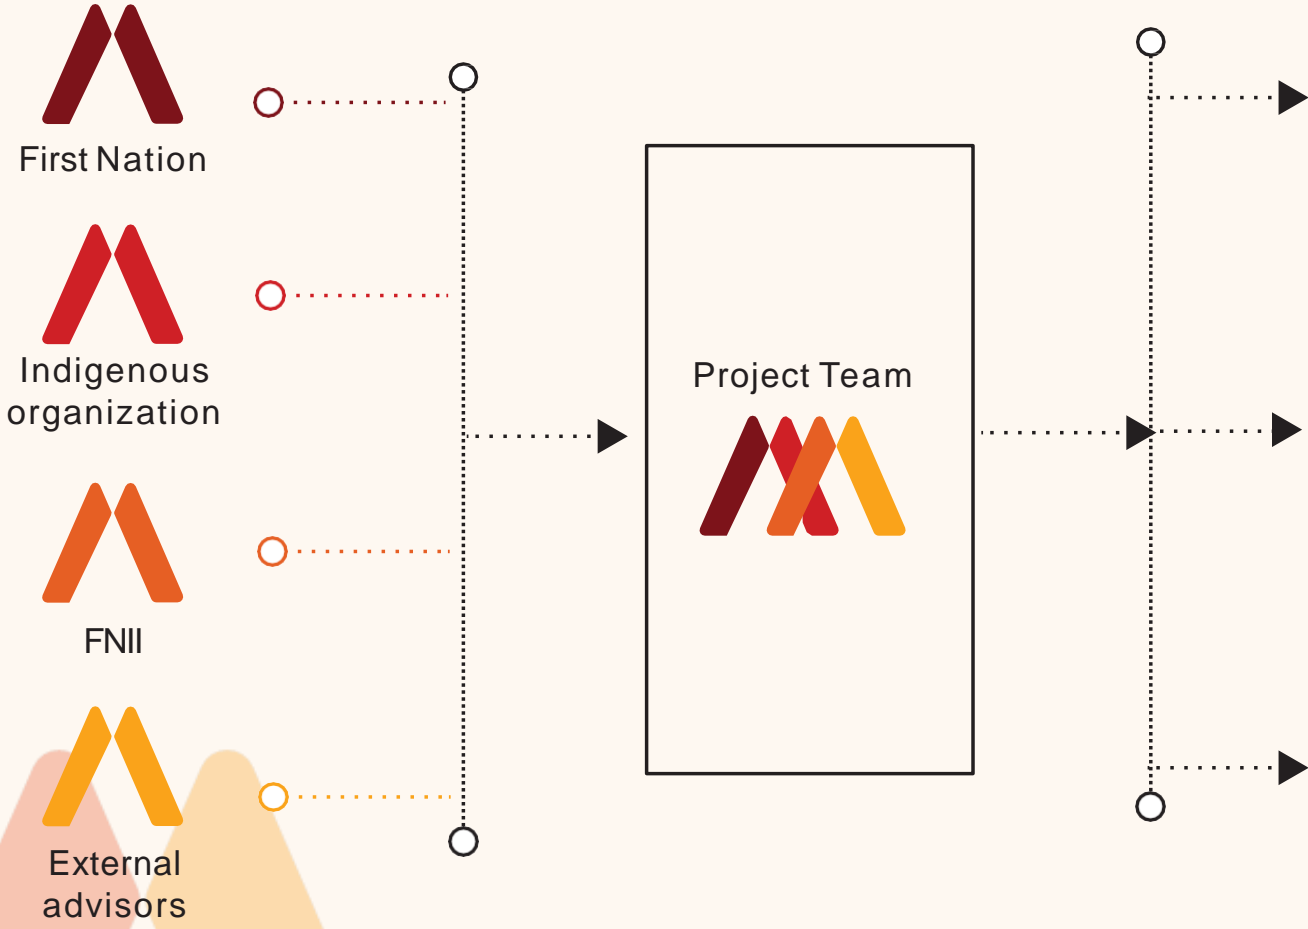 First Nation
Indigenous
organization
Project Team
FNII
External
advisors